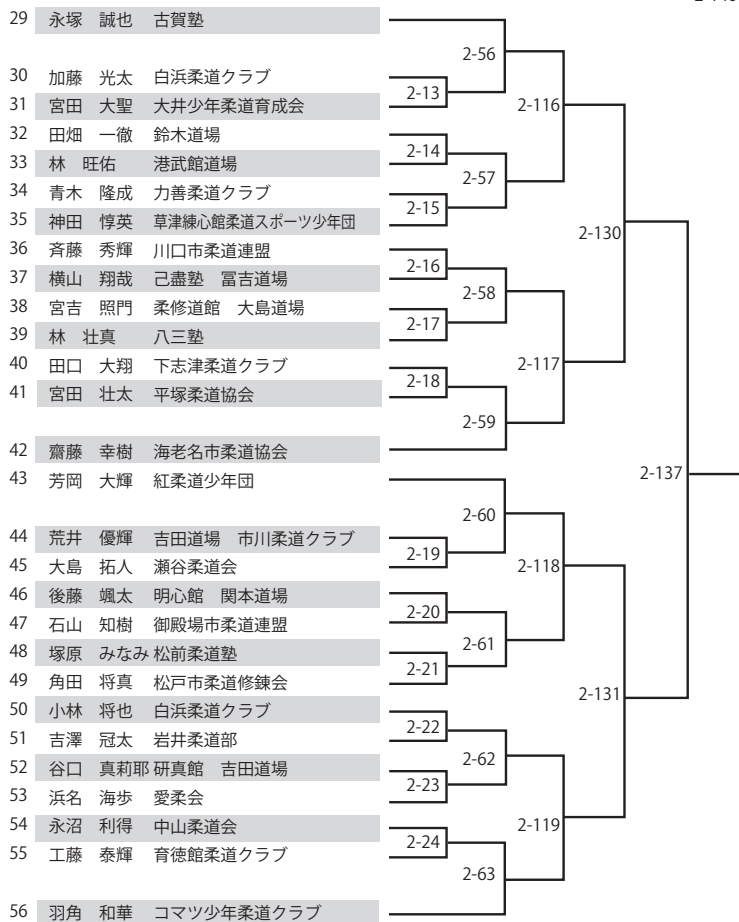 29 永塚 誠也 古賀塾
2-56
30 加藤 光太 白浜柔道クラブ
2-13
31 宮田 大聖 大井少年柔道育成会
2-116
32 田畑 一徹 鈴木道場
2-14
33 林 旺佑 港武館道場
2-57
34 青木 隆成 力善柔道クラブ
2-15
35 神田 惇英 草津練心館柔道スポーツ少年団
2-130
36 斉藤 秀輝 川口市柔道連盟
2-16
37 横山 翔哉 己盡塾 冨吉道場
2-58
38 宮吉 照門 柔修道館 大島道場
2-17
39 林 壮真 八三塾
2-117
40 田口 大翔 下志津柔道クラブ
2-18
41 宮田 壮太 平塚柔道協会
2-59
42 齋藤 幸樹 海老名市柔道協会
2-137
43 芳岡 大輝 紅柔道少年団
2-60
44 荒井 優輝 吉田道場 市川柔道クラブ
2-19
45 大島 拓人 瀬谷柔道会
2-118
46 後藤 颯太 明心館 関本道場
2-20
47 石山 知樹 御殿場市柔道連盟
2-61
48 塚原 みなみ 松前柔道塾
2-21
49 角田 将真 松戸市柔道修錬会
2-131
50 小林 将也 白浜柔道クラブ
2-22
51 吉澤 冠太 岩井柔道部
2-62
52 谷口 真莉耶 研真館 吉田道場
2-23
53 浜名 海歩 愛柔会
2-119
54 永沼 利得 中山柔道会
2-24
55 工藤 泰輝 育徳館柔道クラブ
2-63
56 羽角 和華 コマツ少年柔道クラブ